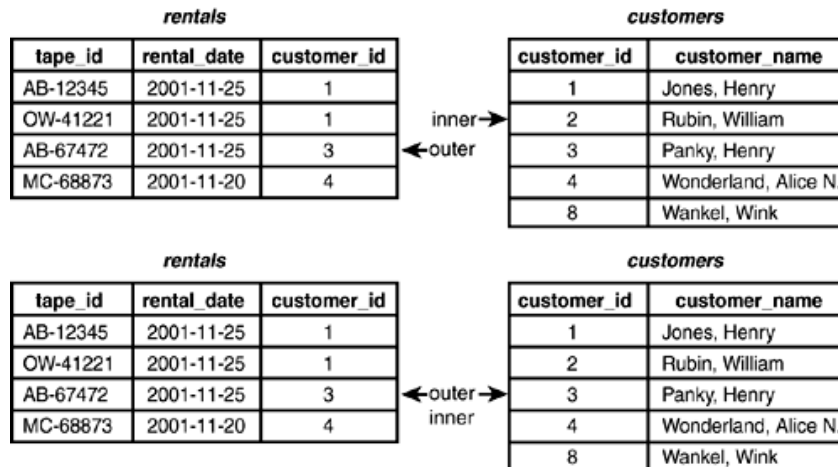 rentals customers
tape_id rental_date customer_id customer_id customer_name
AB-12345 2001-11-25 1 1 Jones, Henry
OW-41221 2001-11-25 1 inner 2 Rubin, William
AB-67472 2001-11-25 3 outer 3 Panky, Henry
MC-68873 2001-11-20 4 4 Wonderland, Alice N.
8 Wankel, Wink
rentals customers
tape_id rental_date customer_id customer_id customer_name
AB-12345 2001-11-25 1 1 Jones, Henry
OW-41221 2001-11-25 1 2 Rubin, William
AB-67472 2001-11-25 3 outer 3 Panky, Henry
MC-68873 2001-11-20 4 inner 4 Wonderland, Alice N.
8 Wankel, Wink